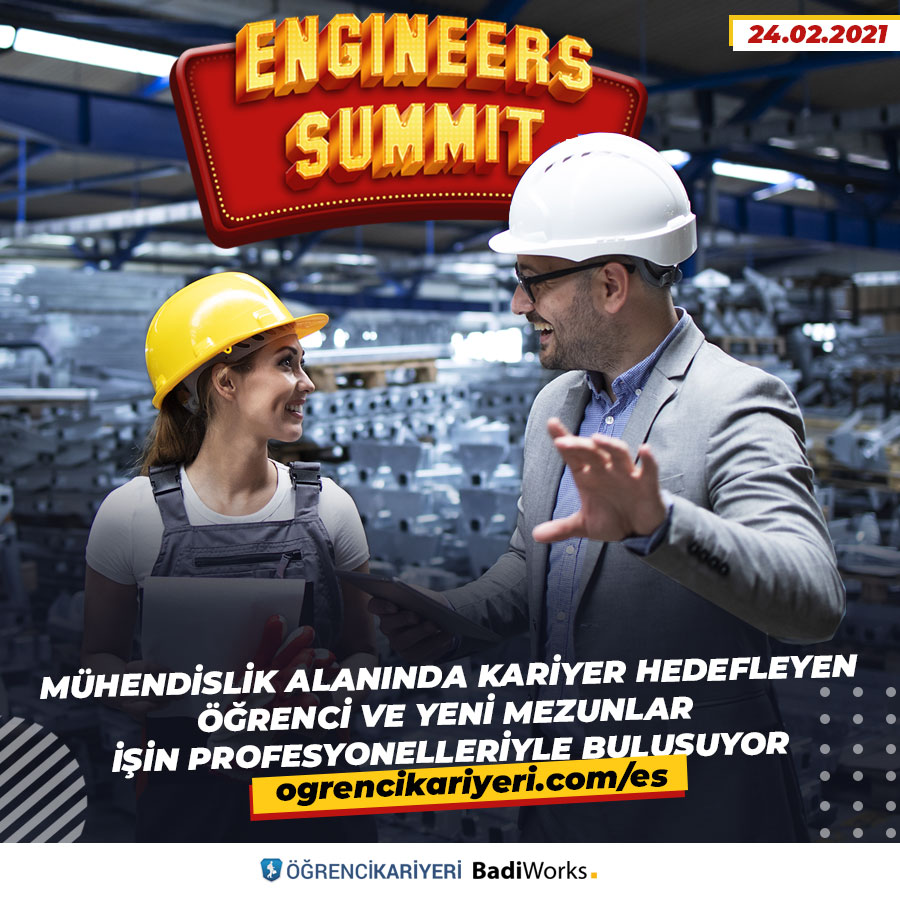 ENGINEERS
SUMMIT
24.02.2021
MÜHENDİSLİK ALANINDA KARİYER HEDEFLEYEN
ÖĞRENCİ VE YENİ MEZUNLAR
İŞİN PROFESYONELLERİYLE BULUŞUYOR
ogrencikariyeri.com/es
ÖĞRENCİKARİYERİ BadiWorks.